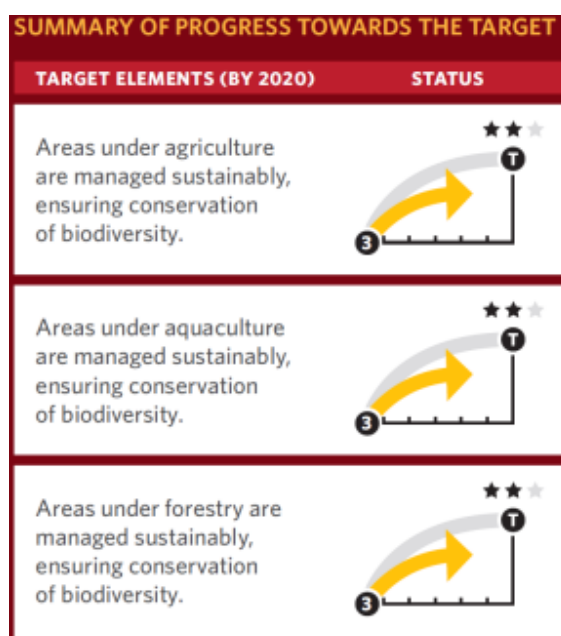 SUMMARY OF PROGRESS TOWARDS THE TARGET
TARGET ELEMENTS (BY 2020) STATUS
Areas under agriculture
are managed sustainably,
ensuring conservation
of biodiversity.
T
3
Areas under aquaculture
are managed sustainably,
ensuring conservation
of biodiversity.
T
3
Areas under forestry are
managed sustainably,
ensuring conservation
of biodiversity.
T
3